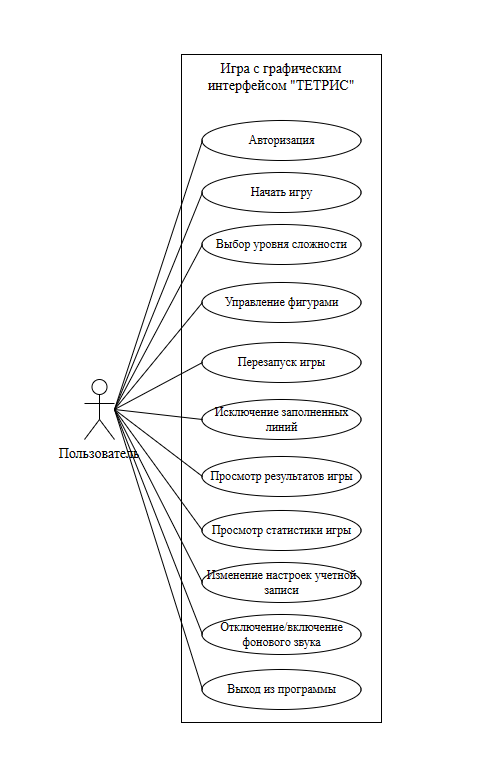 Игра с графическим
интерфейсом "ТЕТРИС"
Авторизация
Начать игру
Выбор уровня сложности
Управление фигурами
Перезапуск игры
Исключение заполненных
линий
Пользователь
Просмотр результатов игры
Просмотр статистики игры
Изменение настроек учетной
записи
Отключение/включение
фонового звука
Выход из программы